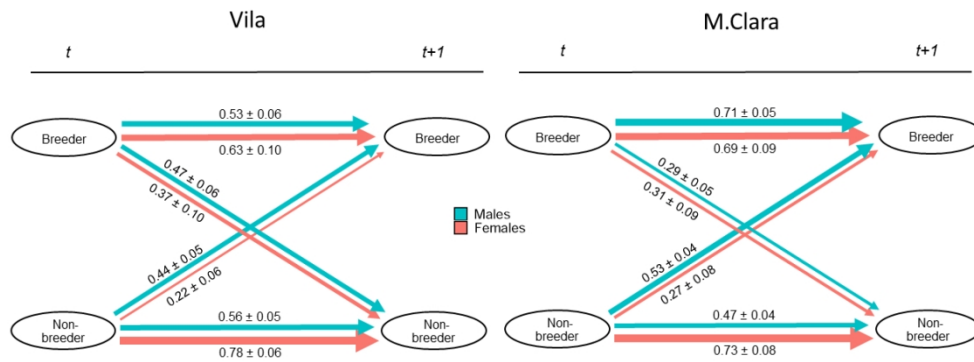 Vila
t
t+1
Breeder
0.53 ± 0.06
0.63 ± 0.10
Breeder
0.47 ± 0.06
0.37 ± 0.10
0.44 ± 0.05
0.22 ± 0.06
Non-
breeder
0.56 ± 0.05
0.78 ± 0.06
Non-
breeder
Males
Females
M.Clara
t
t+1
Breeder
0.71 ± 0.05
0.69 ± 0.09
Breeder
0.29 ± 0.05
0.31 ± 0.09
0.53 ± 0.04
0.27 ± 0.08
Non-
breeder
0.47 ± 0.04
0.73 ± 0.08
Non-
breeder